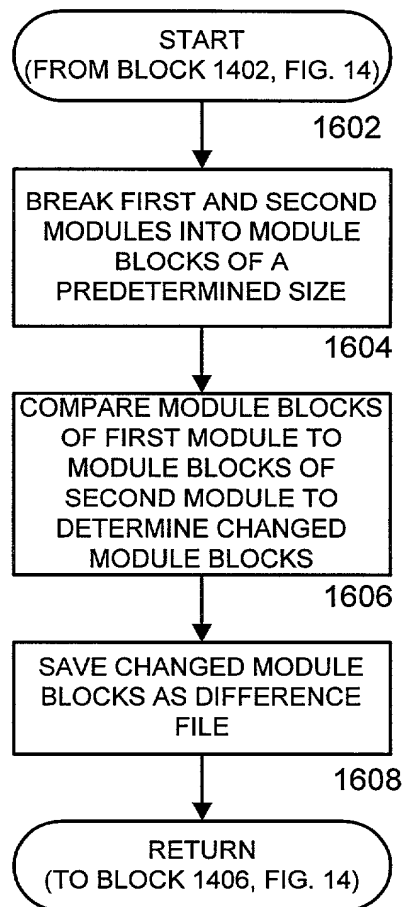 START
(FROM BLOCK 1402, FIG. 14)
1602
BREAK FIRST AND SECOND
MODULES INTO MODULE
BLOCKS OF A
PREDETERMINED SIZE
1604
COMPARE MODULE BLOCKS
OF FIRST MODULE TO
MODULE BLOCKS OF
SECOND MODULE TO
DETERMINE CHANGED
MODULE BLOCKS
1606
SAVE CHANGED MODULE
BLOCKS AS DIFFERENCE
FILE
1608
RETURN
(TO BLOCK 1406, FIG. 14)